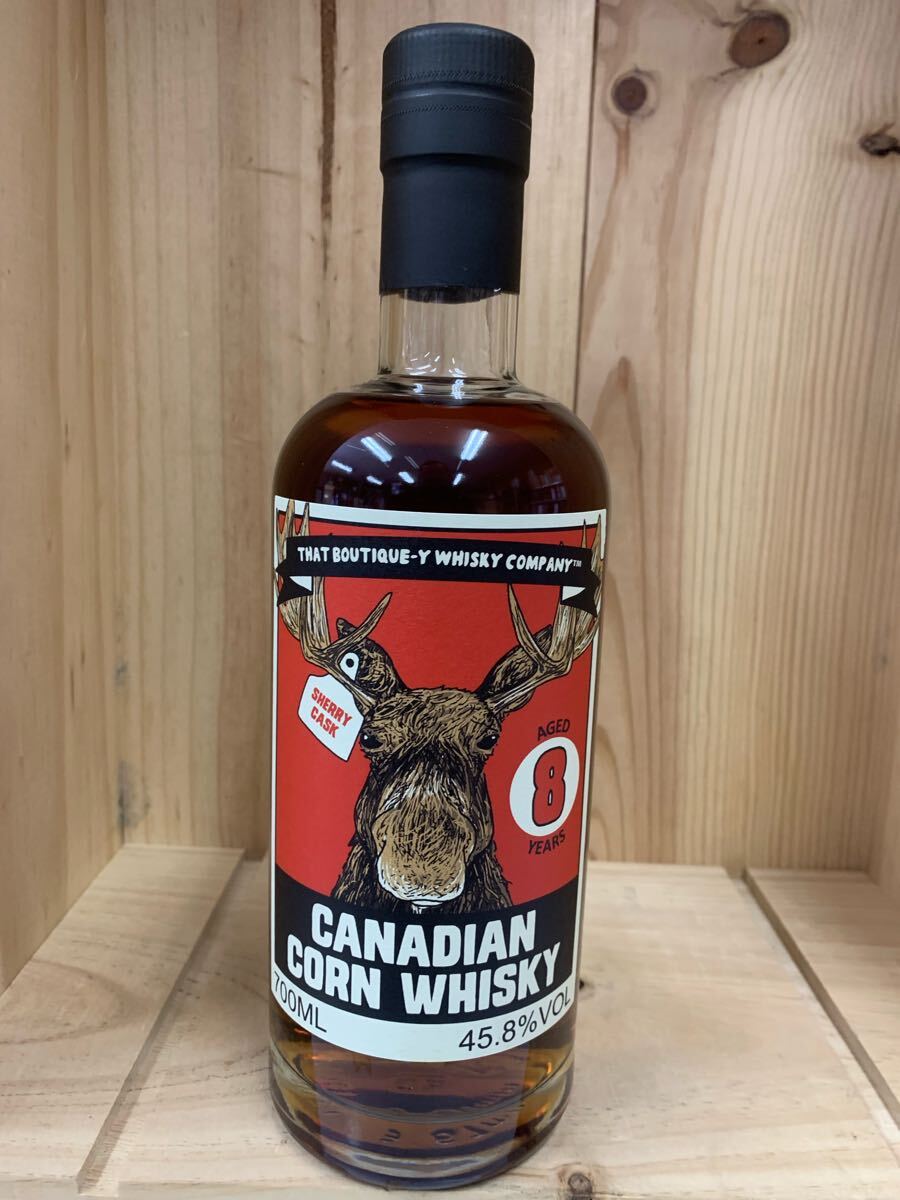 THAT BOUTIQUE-Y WHISKY COMPANY™
SHERRY
CASK
AGED
8
YEARS
CANADIAN
CORN WHISKY
700ML
45.8%VOL